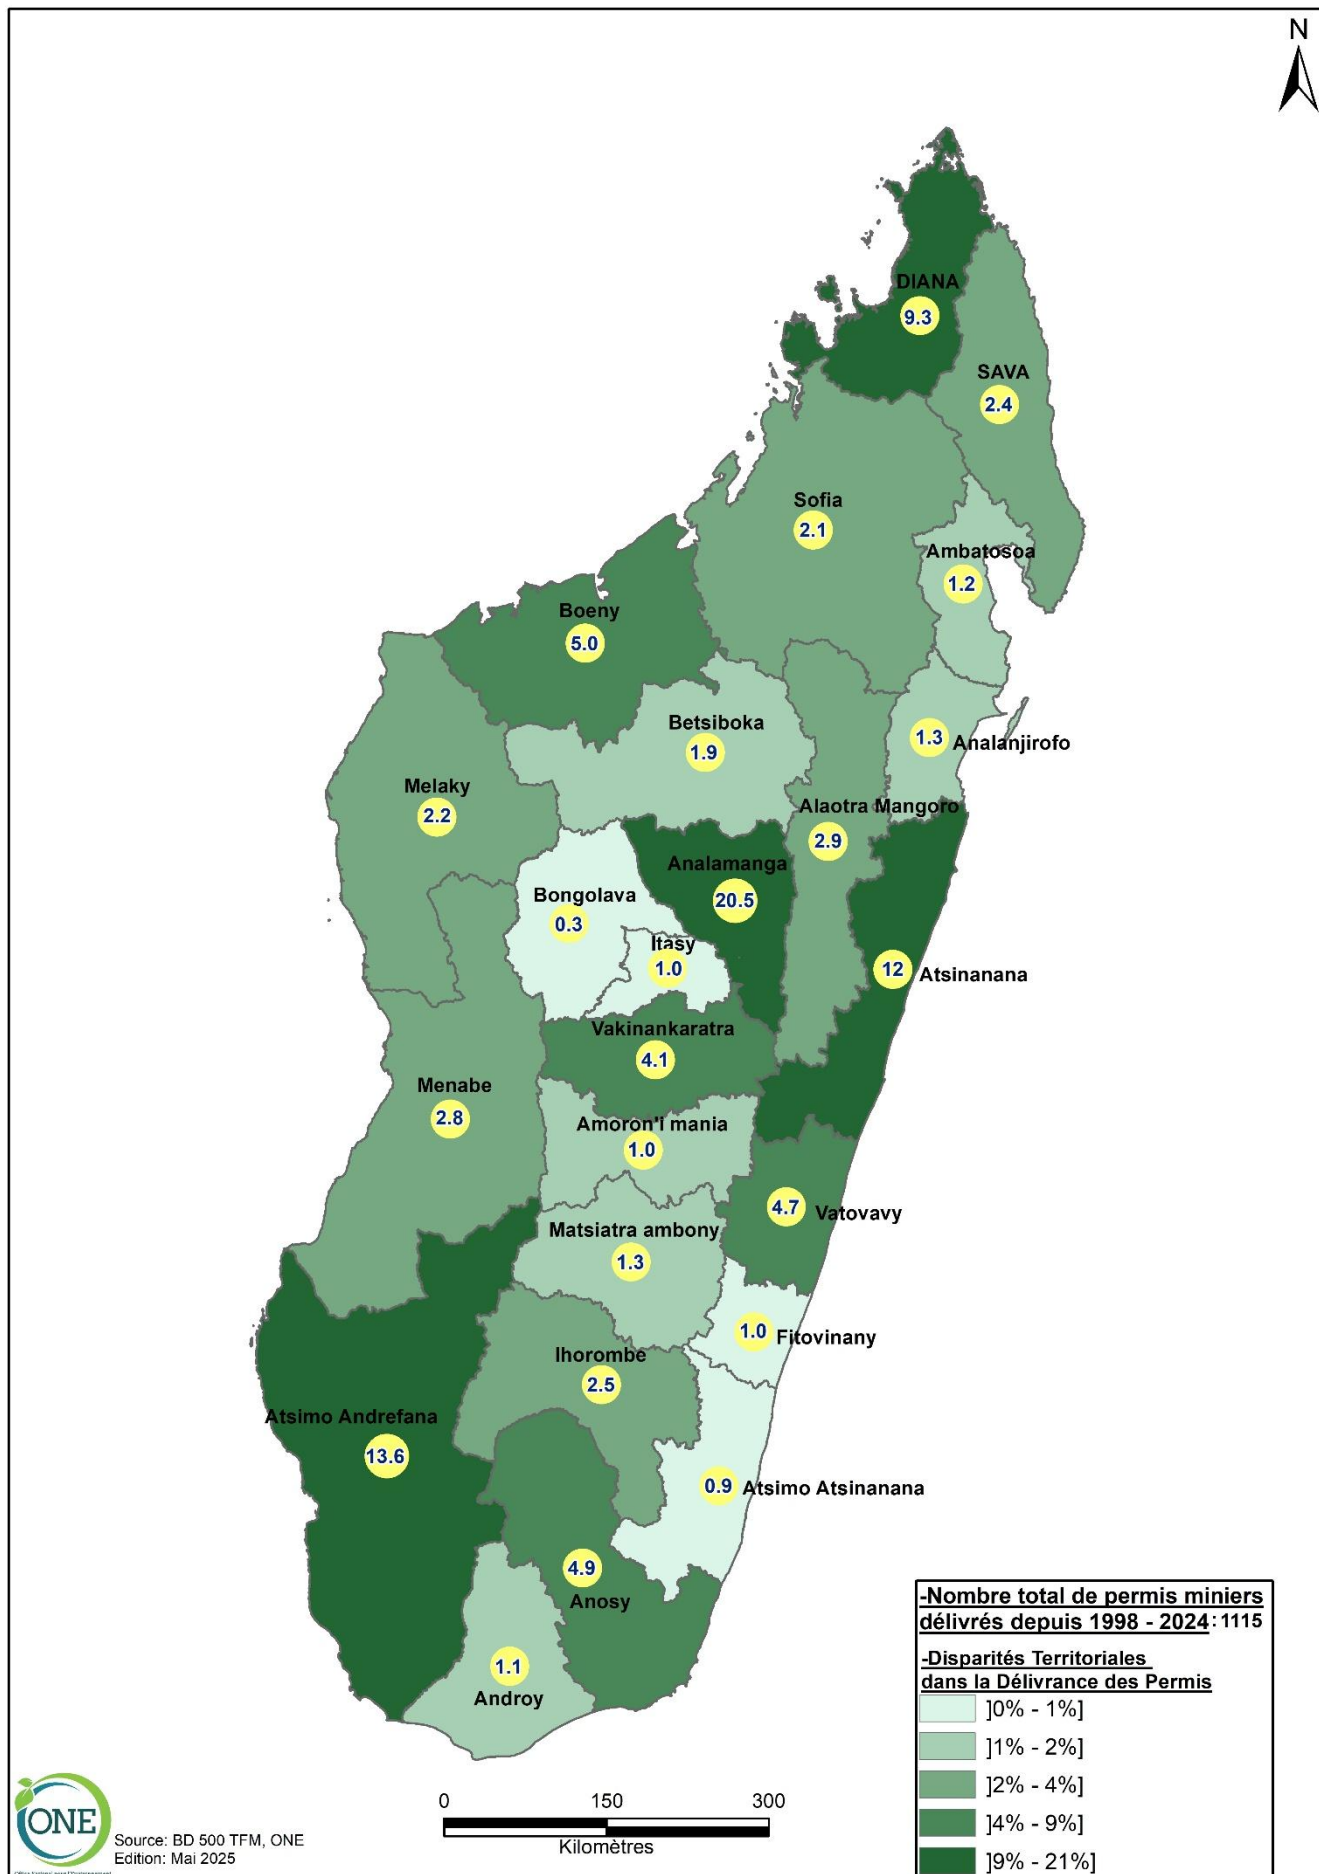 N
DIANA
9.3
SAVA
2.4
Sofia
2.1
Ambatosoa
1.2
Boeny
5.0
Betsiboka
1.9
1.3
Analanjirofo
Melaky
2.2
Alaotra Mangoro
2.9
Analamanga
20.5
Bongolava
0.3
Itasy
1.0
12
Atsinanana
Vakinankaratra
4.1
Menabe
2.8
Amoron'i mania
1.0
4.7
Vatovavy
Matsiatra ambony
1.3
1.0
Fitovinany
Ihorombe
2.5
Atsimo Andrefana
13.6
0.9
Atsimo Atsinanana
4.9
Anosy
1.1
Androy
-Nombre total de permis miniers
délivrés depuis 1998 - 2024: 1115
-Disparités Territoriales
dans la Délivrance des Permis
]0% - 1%]
]1% - 2%]
]2% - 4%]
]4% - 9%]
]9% - 21%]
0 150 300
Kilomètres
ONE
Source: BD 500 TFM, ONE
Edition: Mai 2025